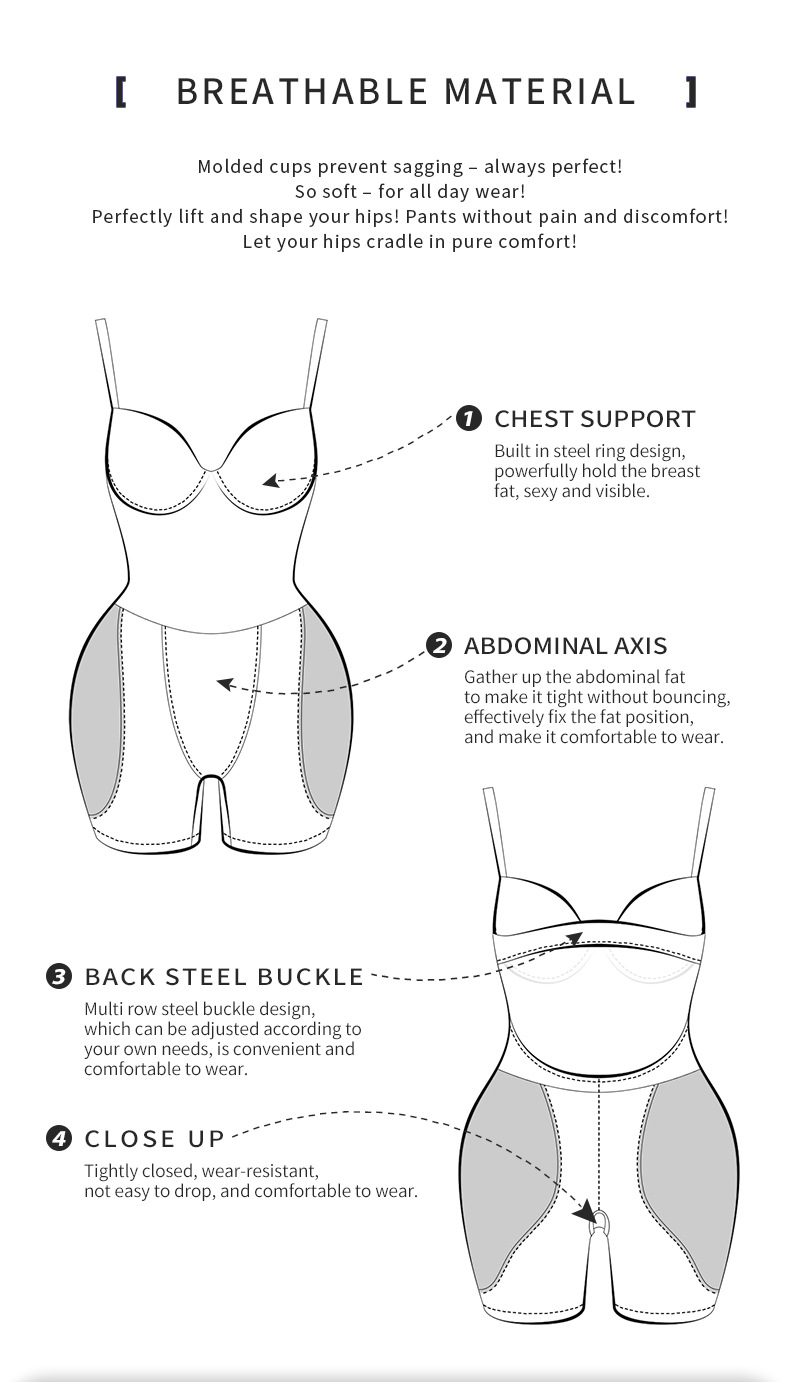 [ BREATHABLE MATERIAL ]
Molded cups prevent sagging – always perfect!
So soft – for all day wear!
Perfectly lift and shape your hips! Pants without pain and discomfort!
Let your hips cradle in pure comfort!
1 CHEST SUPPORT
Built in steel ring design,
powerfully hold the breast
fat, sexy and visible.
2 ABDOMINAL AXIS
Gather up the abdominal fat
to make it tight without bouncing,
effectively fix the fat position,
and make it comfortable to wear.
3 BACK STEEL BUCKLE
Multi row steel buckle design,
which can be adjusted according to
your own needs, is convenient and
comfortable to wear.
4 CLOSE UP
Tightly closed, wear-resistant,
not easy to drop, and comfortable to wear.